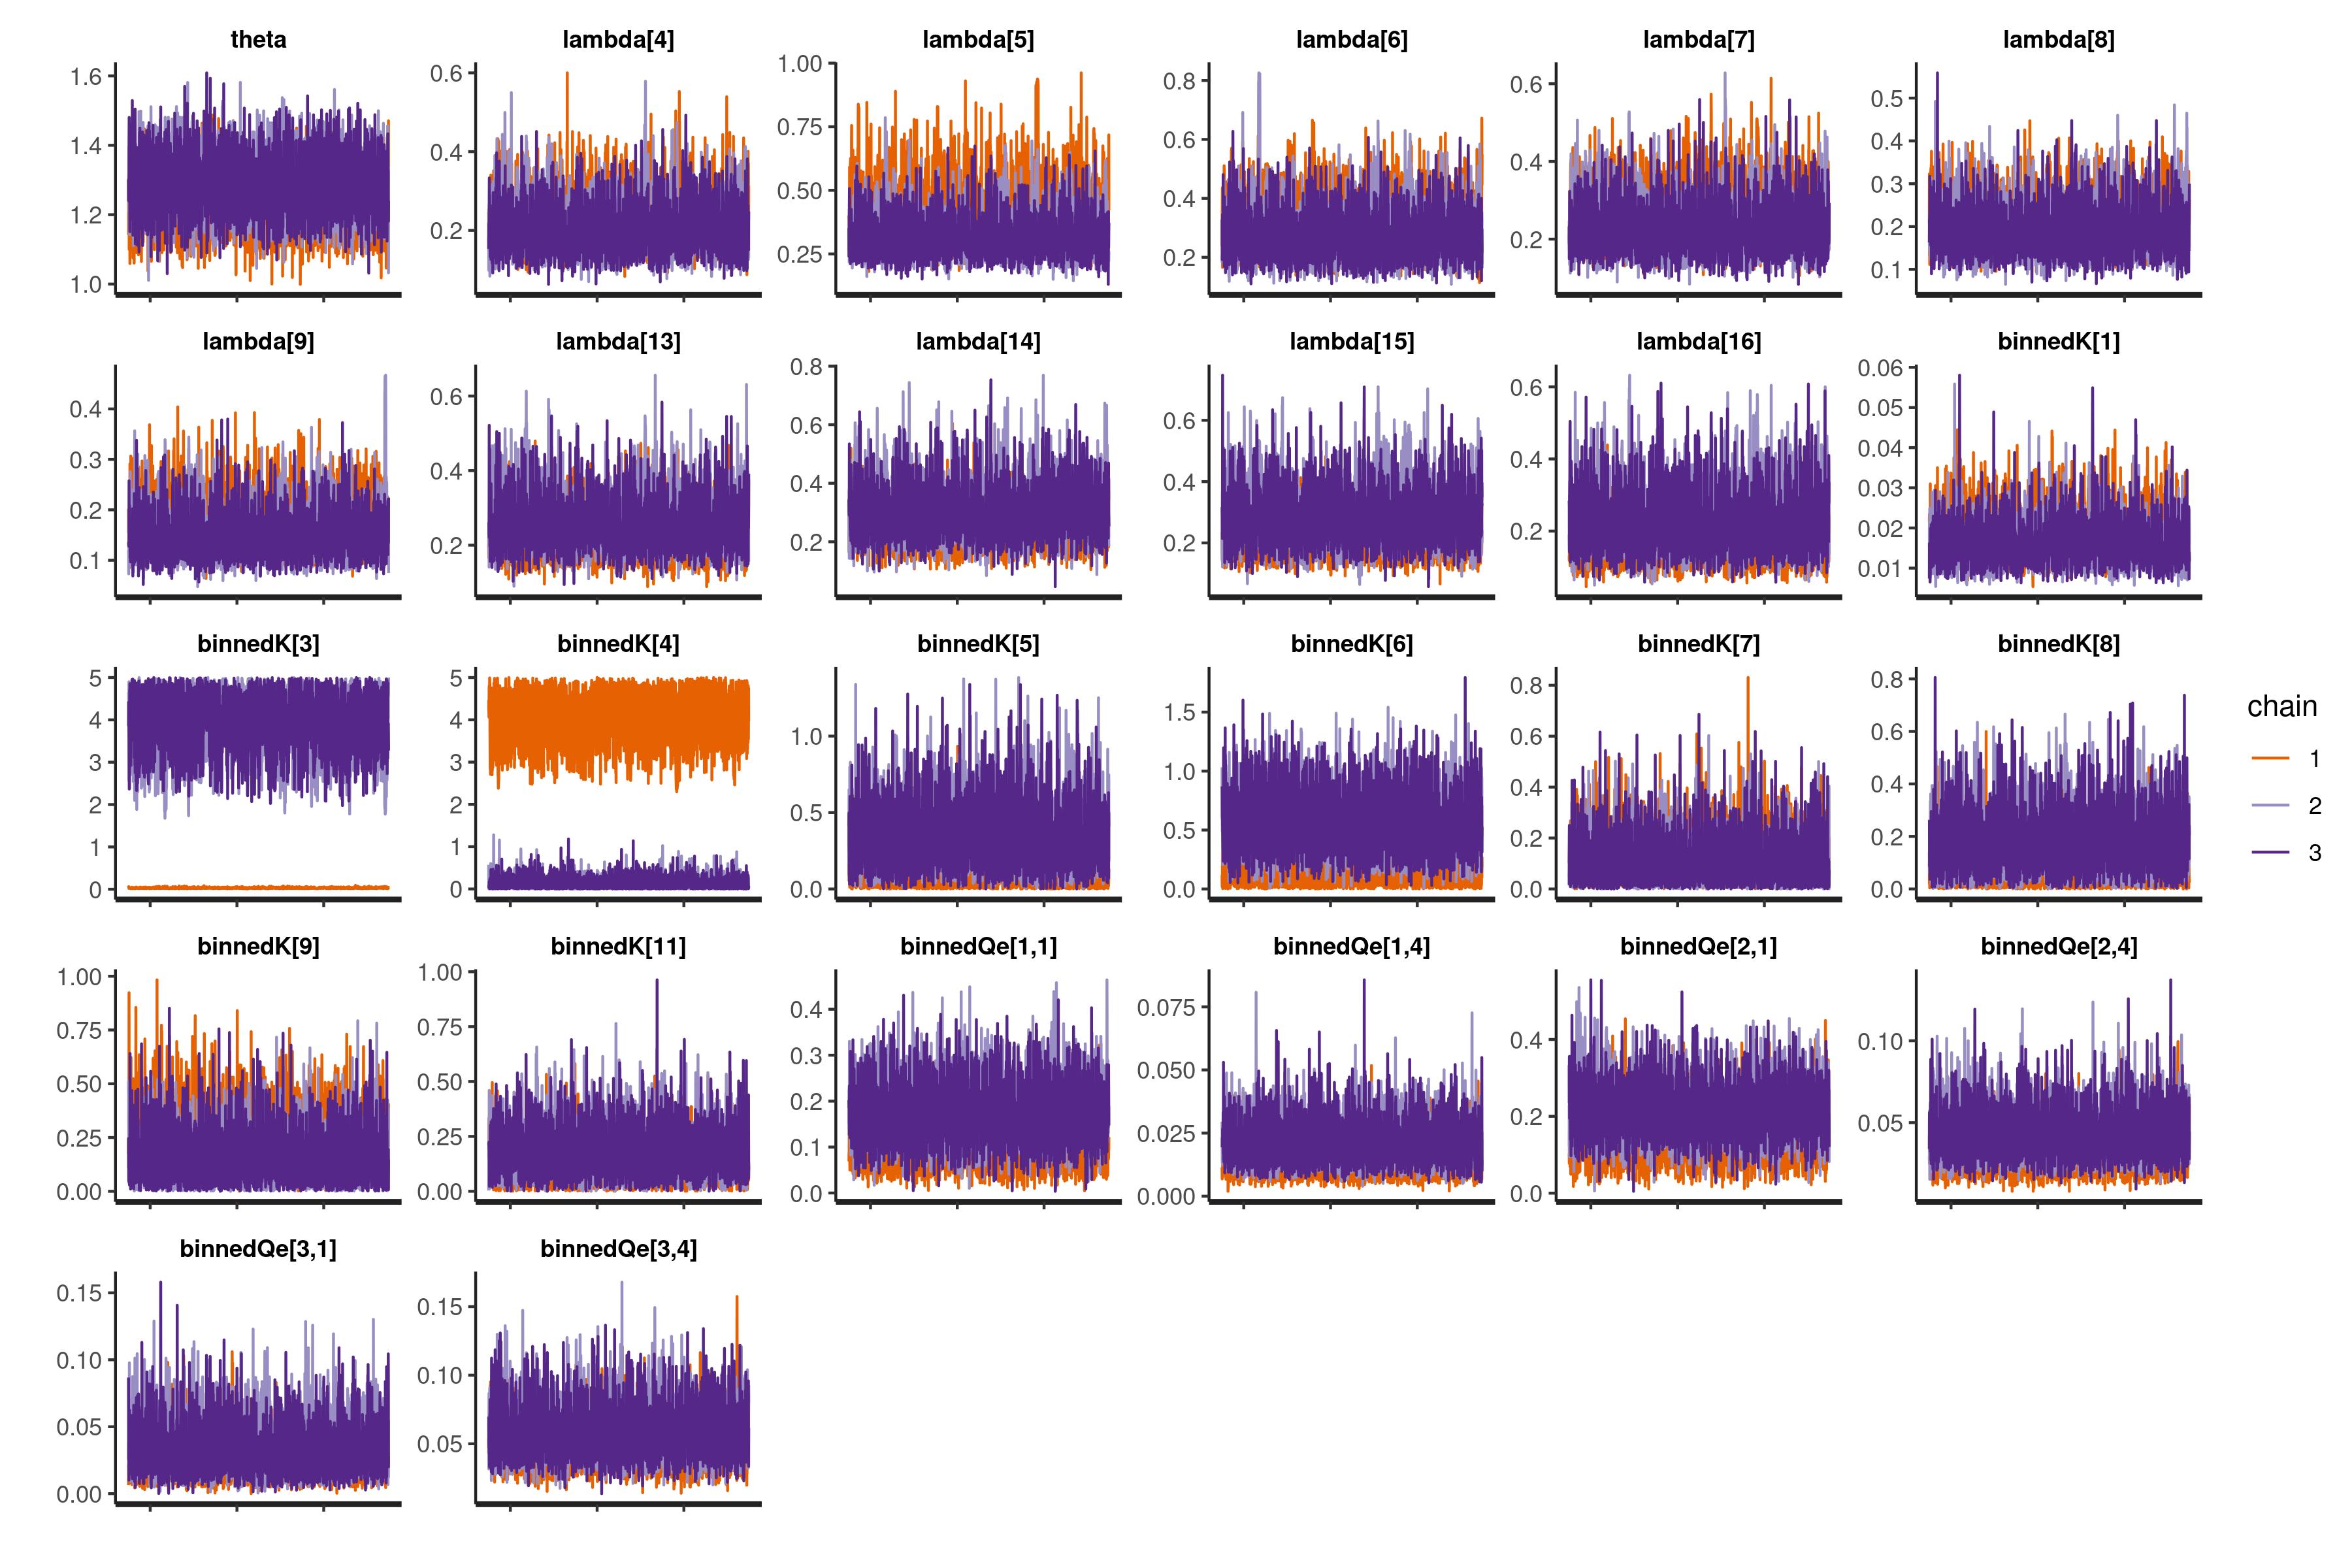 theta lambda[4] lambda[5] lambda[6] lambda[7] lambda[8]
1.6 1.4 1.2 1.0
0.6 0.4 0.2
1.00 0.75 0.50 0.25
0.8 0.6 0.4 0.2
0.6 0.4 0.2
0.5 0.4 0.3 0.2 0.1
lambda[9] lambda[13] lambda[14] lambda[15] lambda[16] binnedK[1]
0.4 0.3 0.2 0.1
0.6 0.4 0.2
0.8 0.6 0.4 0.2
0.6 0.4 0.2
0.6 0.4 0.2
0.06 0.05 0.04 0.03 0.02 0.01
binnedK[3] binnedK[4] binnedK[5] binnedK[6] binnedK[7] binnedK[8]
5 4 3 2 1 0
5 4 3 2 1 0
1.0 0.5 0.0
1.5 1.0 0.5 0.0
0.8 0.6 0.4 0.2 0.0
0.8 0.6 0.4 0.2 0.0
binnedK[9] binnedK[11] binnedQe[1,1] binnedQe[1,4] binnedQe[2,1] binnedQe[2,4]
1.00 0.75 0.50 0.25 0.00
1.00 0.75 0.50 0.25 0.00
0.4 0.3 0.2 0.1 0.0
0.075 0.050 0.025 0.000
0.4 0.2 0.0
0.10 0.05
binnedQe[3,1] binnedQe[3,4]
0.15 0.10 0.05 0.00
0.15 0.10 0.05
chain
1
2
3